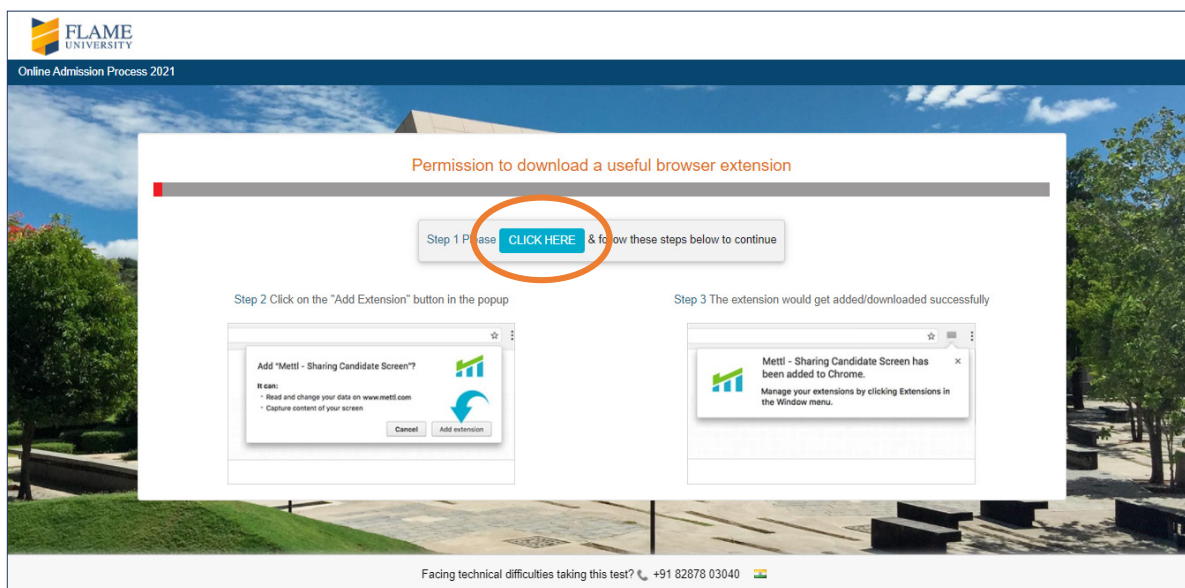 FLAME
UNIVERSITY
Online Admission Process 2021
Permission to download a useful browser extension
Step 1 Please CLICK HERE & follow these steps below to continue
Step 2 Click on the "Add Extension" button in the popup
Add "Mettl - Sharing Candidate Screen"?
It can:
· Read and change your data on www.mettl.com
· Capture content of your screen
Cancel Add extension
Step 3 The extension would get added/downloaded successfully
Mettl - Sharing Candidate Screen has ×
been added to Chrome.
Manage your extensions by clicking Extensions in
the Window menu.
Facing technical difficulties taking this test? +91 82878 03040